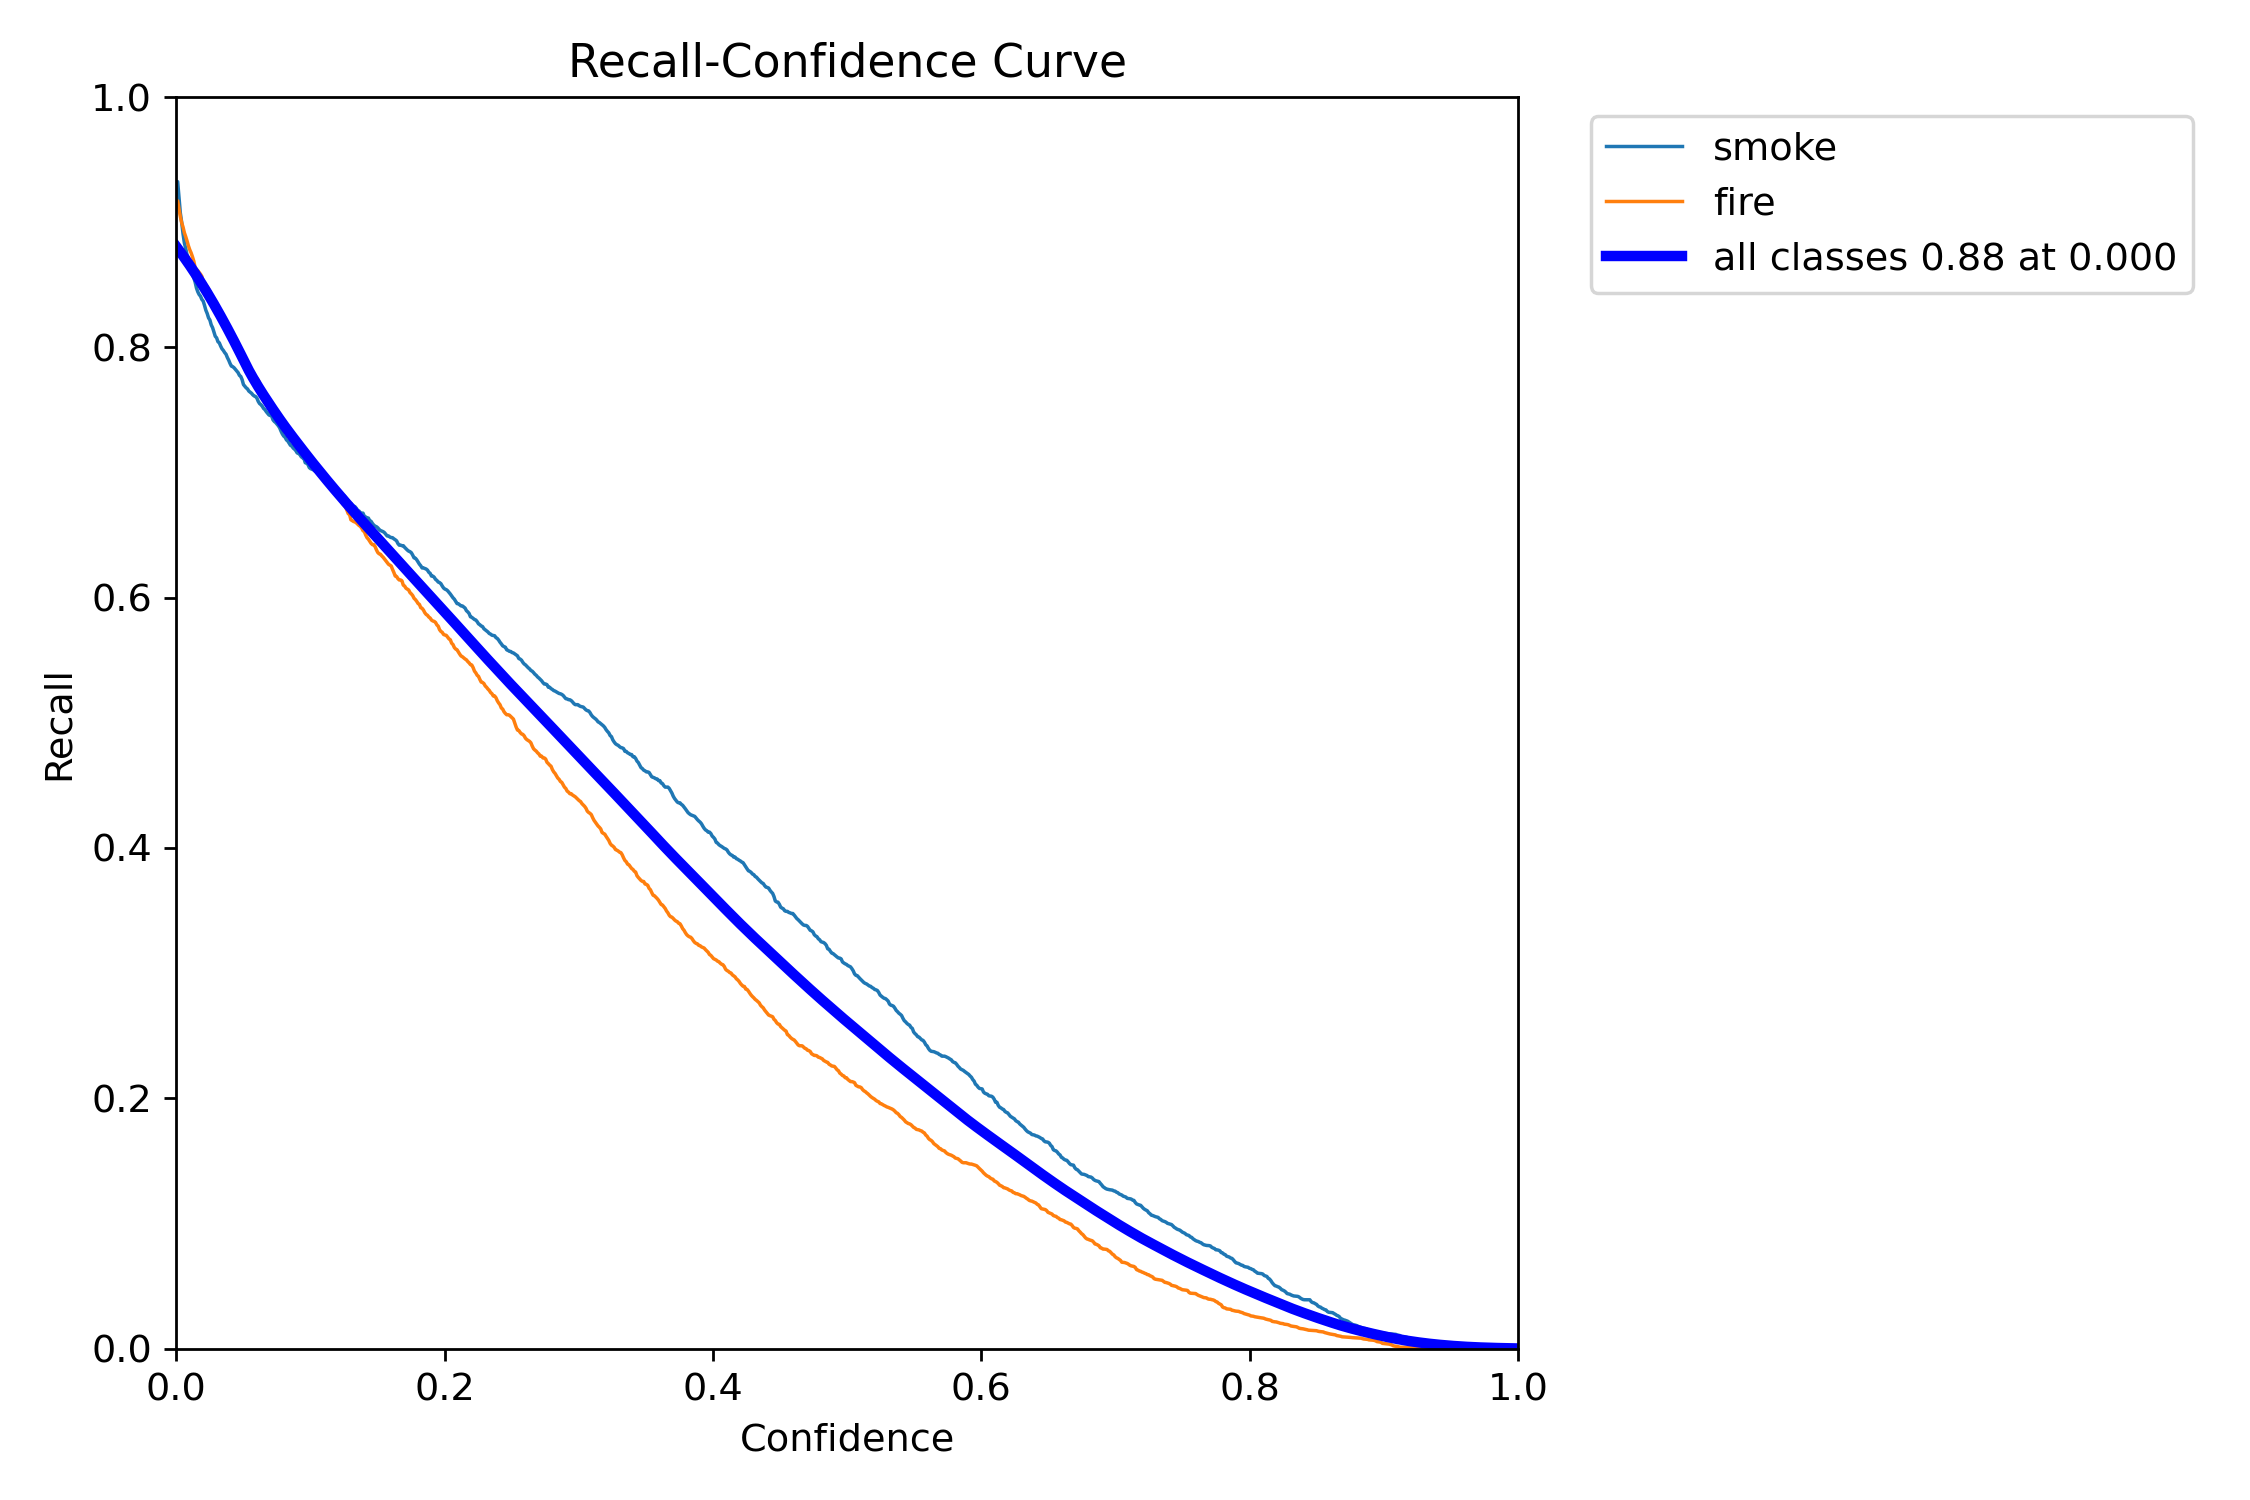 Recall-Confidence Curve
1.0
0.8
0.6
0.4
0.2
0.0
Recall
0.0 0.2 0.4 0.6 0.8 1.0
Confidence
smoke
fire
all classes 0.88 at 0.000